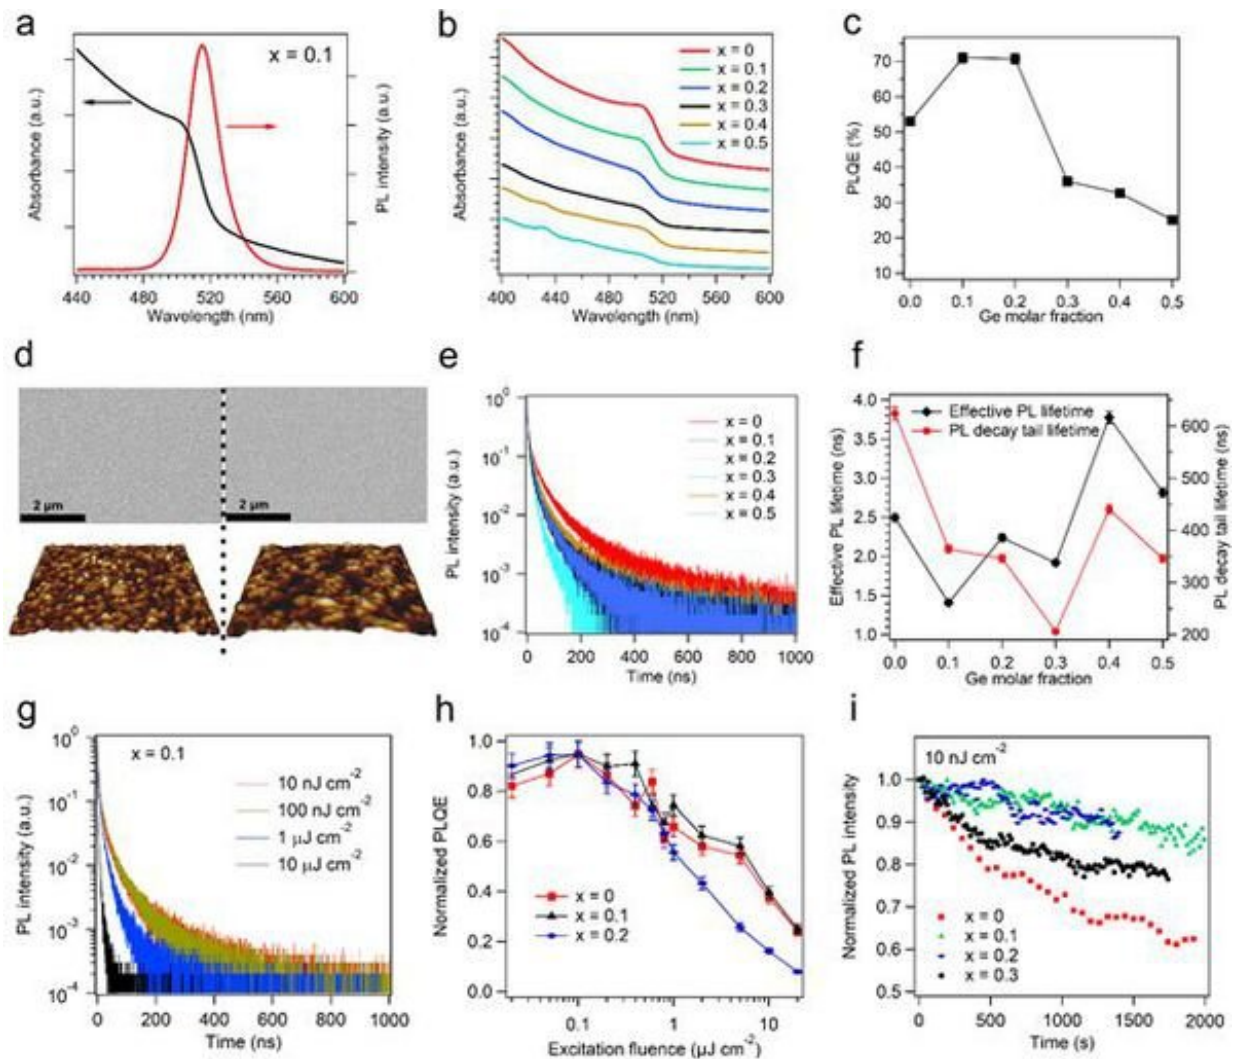 a
x = 0.1
Absorbance (a.u.)
PL intensity (a.u.)
440 480 520 560 600
Wavelength (nm)
b
x = 0
x = 0.1
x = 0.2
x = 0.3
x = 0.4
x = 0.5
Absorbance (a.u.)
400 440 480 520 560 600
Wavelength (nm)
c
70
60
50
40
30
20
10
PLQE (%)
0.0 0.1 0.2 0.3 0.4 0.5
Ge molar fraction
d
2 μm 2 μm
e
10⁰
10⁻¹
10⁻²
10⁻³
10⁻⁴
PL intensity (a.u.)
x = 0
x = 0.1
x = 0.2
x = 0.3
x = 0.4
x = 0.5
0 200 400 600 800 1000
Time (ns)
f
Effective PL lifetime
PL decay tail lifetime
4.0
3.5
3.0
2.5
2.0
1.5
1.0
Effective PL lifetime (ns)
600
500
400
300
200
PL decay tail lifetime (ns)
0.0 0.1 0.2 0.3 0.4 0.5
Ge molar fraction
g
x = 0.1
10⁰
10⁻¹
10⁻²
10⁻³
10⁻⁴
PL intensity (a.u.)
10 nJ cm⁻²
100 nJ cm⁻²
1 μJ cm⁻²
10 μJ cm⁻²
0 200 400 600 800 1000
Time (ns)
h
1.0
0.8
0.6
0.4
0.2
0.0
Normalized PLQE
x = 0
x = 0.1
x = 0.2
0.1 1 10
Excitation fluence (μJ cm⁻²)
i
10 nJ cm⁻²
1.0
0.9
0.8
0.7
0.6
0.5
Normalized PL intensity
x = 0
x = 0.1
x = 0.2
x = 0.3
0 500 1000 1500 2000
Time (s)